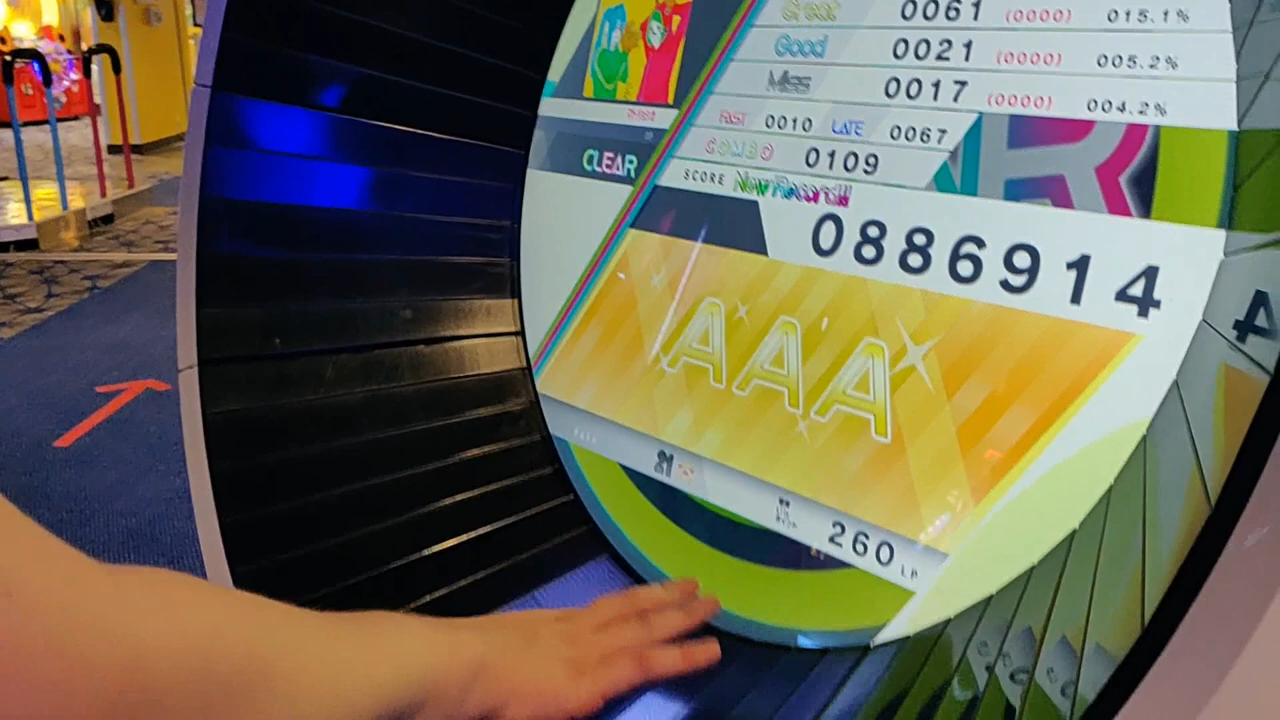 Great 0061 (0000) 015.1%
Good 0021 (0000) 005.2%
Miss 0017 (0000) 004.2%
FAST 0010 LATE 0067
COMBO 0109
CLEAR
SCORE New Record!!
0886914
AAA
260 LP